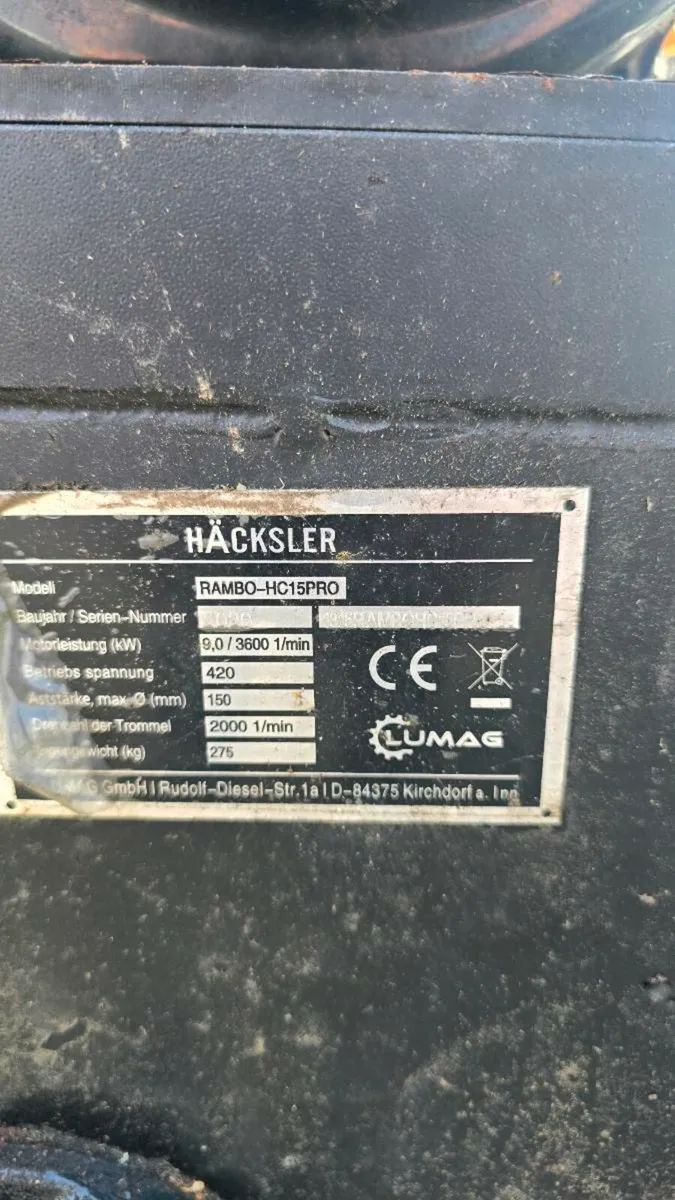 HÄCKSLER
Modell RAMBO-HC15PRO
Baujahr / Serien-Nummer
Motorleistung (kW) 9,0 / 3600 1/min
Betriebs spannung 420
Aststärke, max. Ø (mm) 150
Drehzahl der Trommel 2000 1/min
(kg) 275
CE
LUMAG
GmbH | Rudolf-Diesel-Str.1a | D-84375 Kirchdorf a. Inn